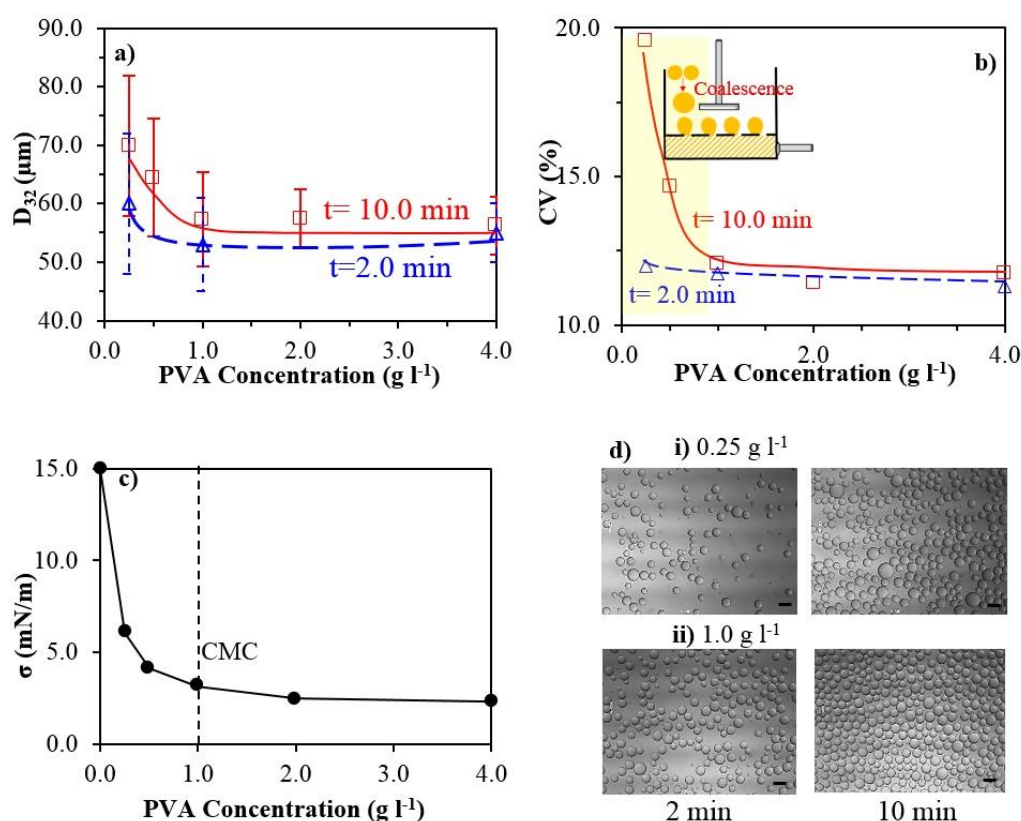 a)
D₃₂ (μm)
90.0
80.0
70.0
60.0
50.0
40.0
t= 10.0 min
t=2.0 min
0.0 1.0 2.0 3.0 4.0
PVA Concentration (g l⁻¹)
b)
CV (%)
20.0
15.0
10.0
Coalescence
t= 10.0 min
t= 2.0 min
0.0 1.0 2.0 3.0 4.0
PVA Concentration (g l⁻¹)
c)
σ (mN/m)
15.0
10.0
5.0
0.0
CMC
0.0 1.0 2.0 3.0 4.0
PVA Concentration (g l⁻¹)
d)
i) 0.25 g l⁻¹
ii) 1.0 g l⁻¹
2 min 10 min